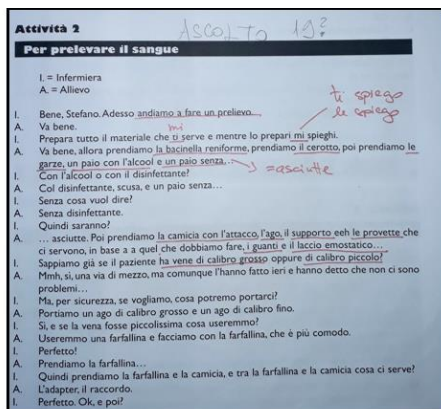 Attività 2
ASCOLTO 19?
Per prelevare il sangue
I. = Infermiera
A. = Allievo
ti spiego
le spiego
I. Bene, Stefano. Adesso andiamo a fare un prelievo...
A. Va bene.
mi
I. Prepara tutto il materiale che ti serve e mentre lo prepari mi spieghi.
A. Va bene, allora prendiamo la bacinella reniforme, prendiamo il cerotto, poi prendiamo le
garze, un paio con l'alcool e un paio senza... =asciutte
I. Con l'alcool o con il disinfettante?
A. Col disinfettante, scusa, e un paio senza...
I. Senza cosa vuol dire?
A. Senza disinfettante.
I. Quindi saranno?
A. ... asciutte. Poi prendiamo la camicia con l'attacco, l'ago, il supporto eeh le provette che
ci servono, in base a a quel che dobbiamo fare, i guanti e il laccio emostatico...
I. Sappiamo già se il paziente ha vene di calibro grosso oppure di calibro piccolo?
A. Mmh, sì, una via di mezzo, ma comunque l'hanno fatto ieri e hanno detto che non ci sono
problemi...
I. Ma, per sicurezza, se vogliamo, cosa potremo portarci?
A. Portiamo un ago di calibro grosso e un ago di calibro fino.
I. Sì, e se la vena fosse piccolissima cosa useremmo?
A. Useremmo una farfallina e facciamo con la farfallina, che è più comodo.
I. Perfetto!
A. Prendiamo la farfallina...
I. Quindi prendiamo la farfallina e la camicia, e tra la farfallina e la camicia cosa ci serve?
A. L'adapter, il raccordo.
I. Perfetto. Ok, e poi?